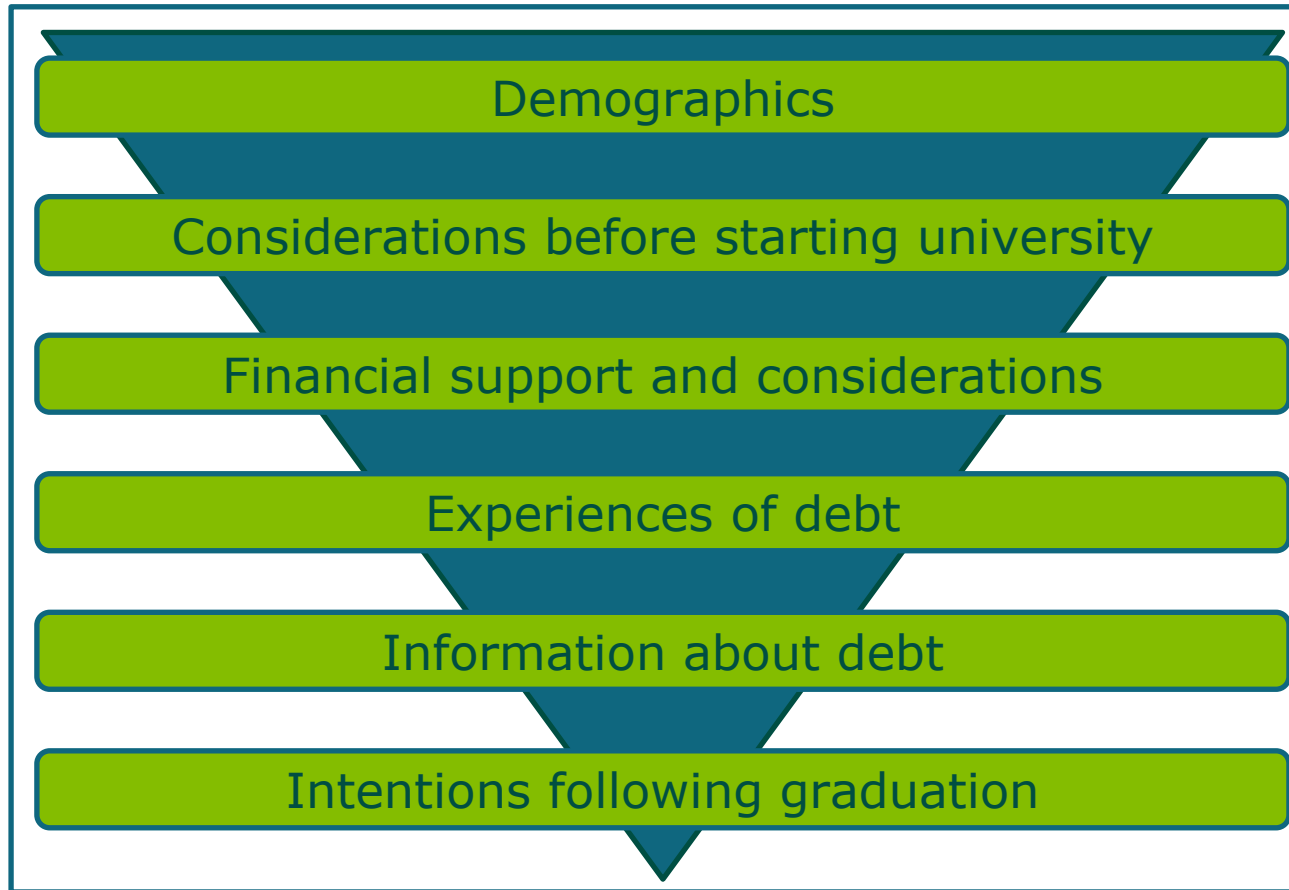 Demographics
Considerations before starting university
Financial support and considerations
Experiences of debt
Information about debt
Intentions following graduation